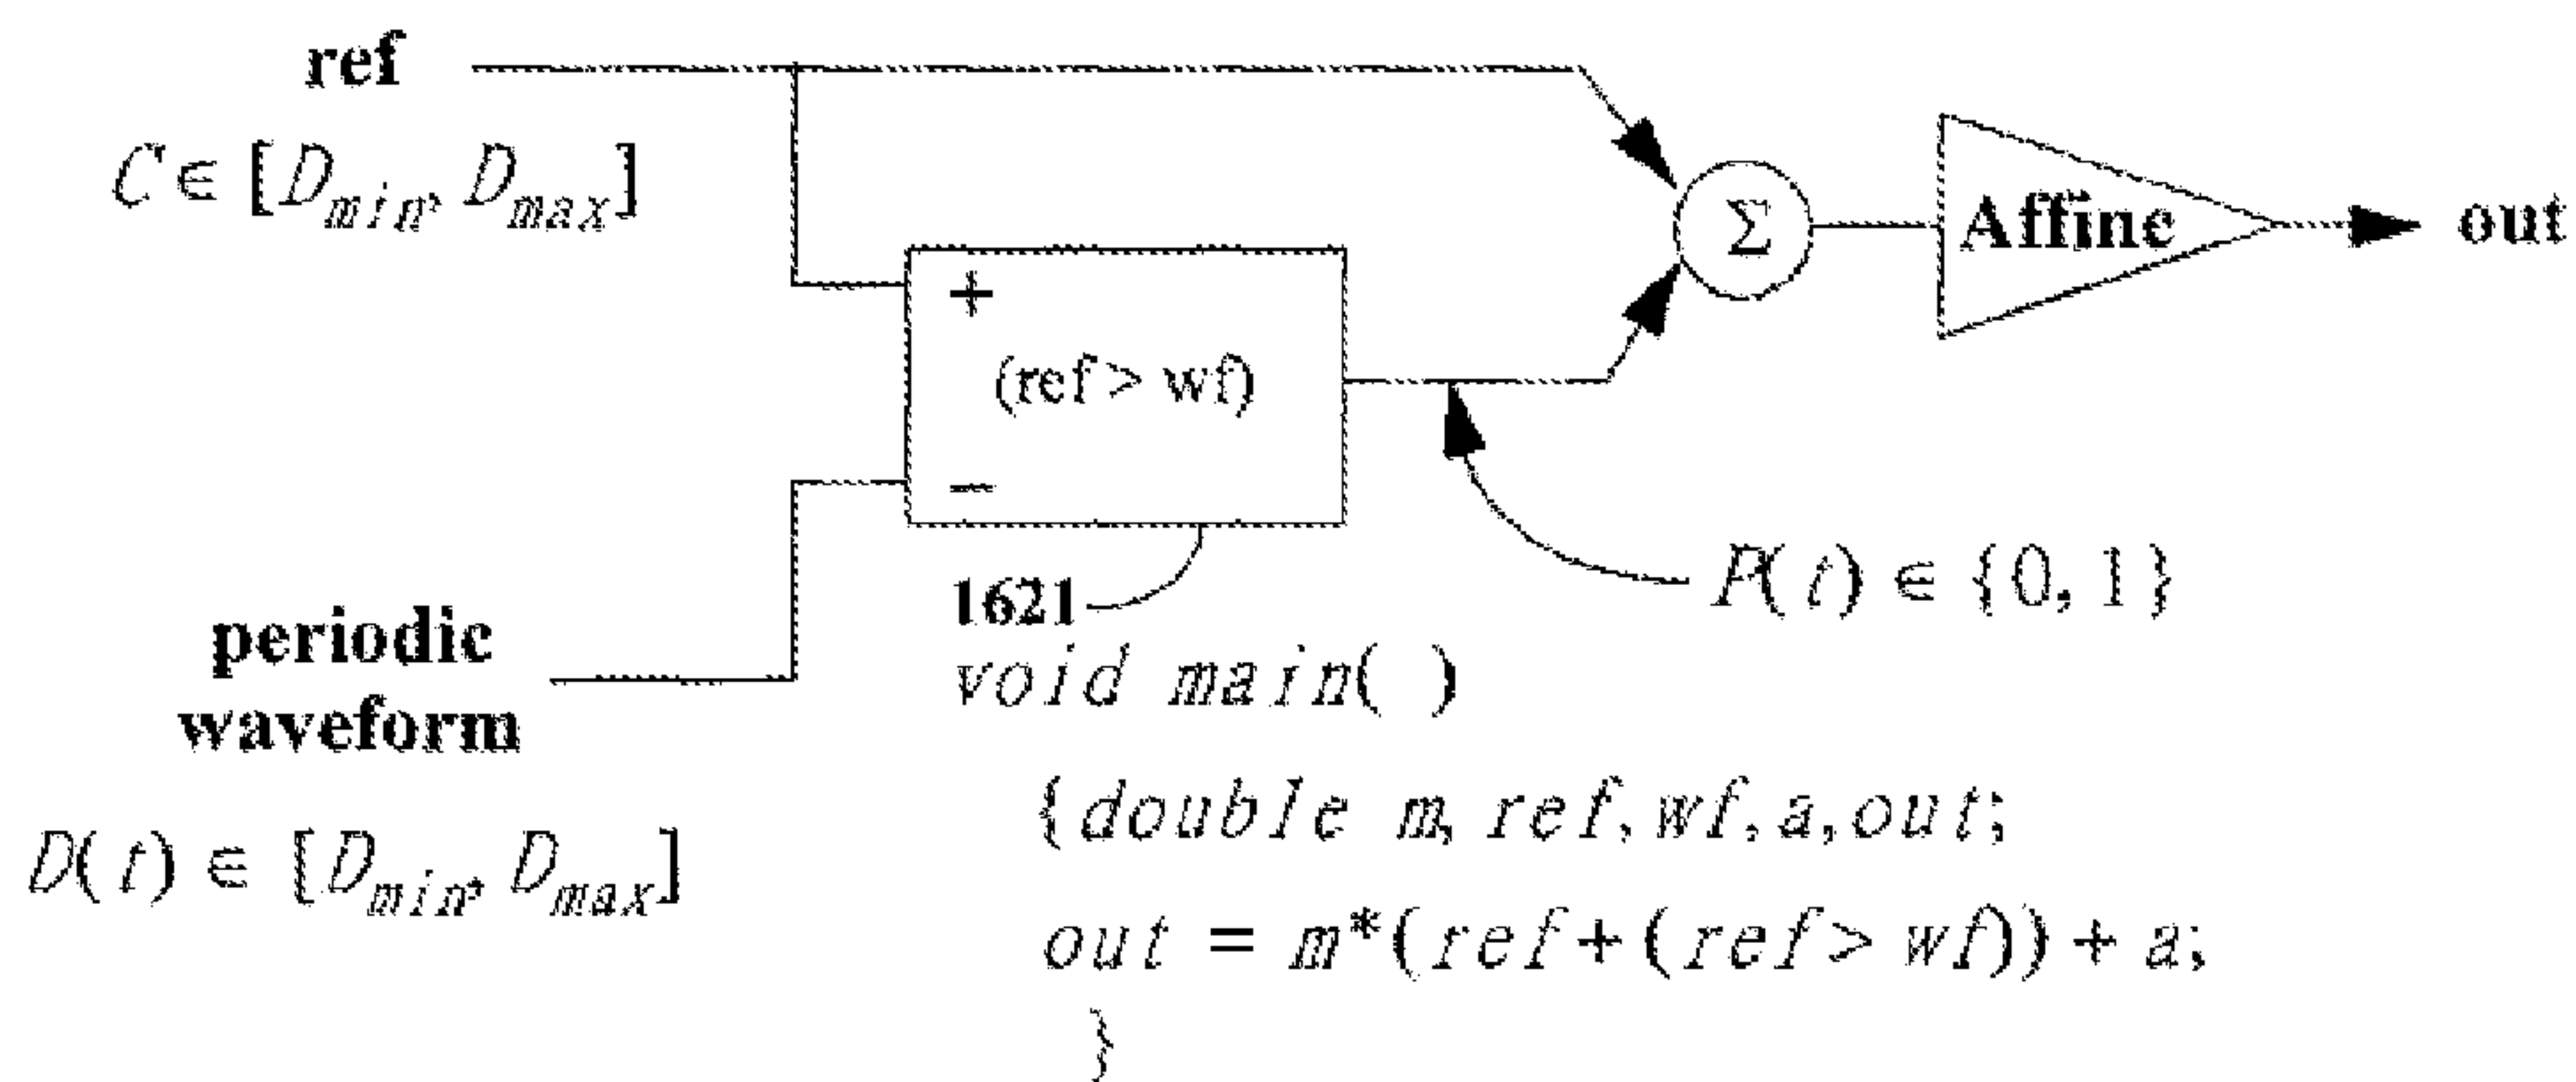 ref
C ∈ [D_min, D_max]
+
(ref > wf)
−
Σ
Affine
out
P(t) ∈ {0, 1}
1621
periodic
waveform
D(t) ∈ [D_min, D_max]
void main( )
{double m, ref, wf, a, out;
out = m*(ref+(ref> wf)) + a;
}